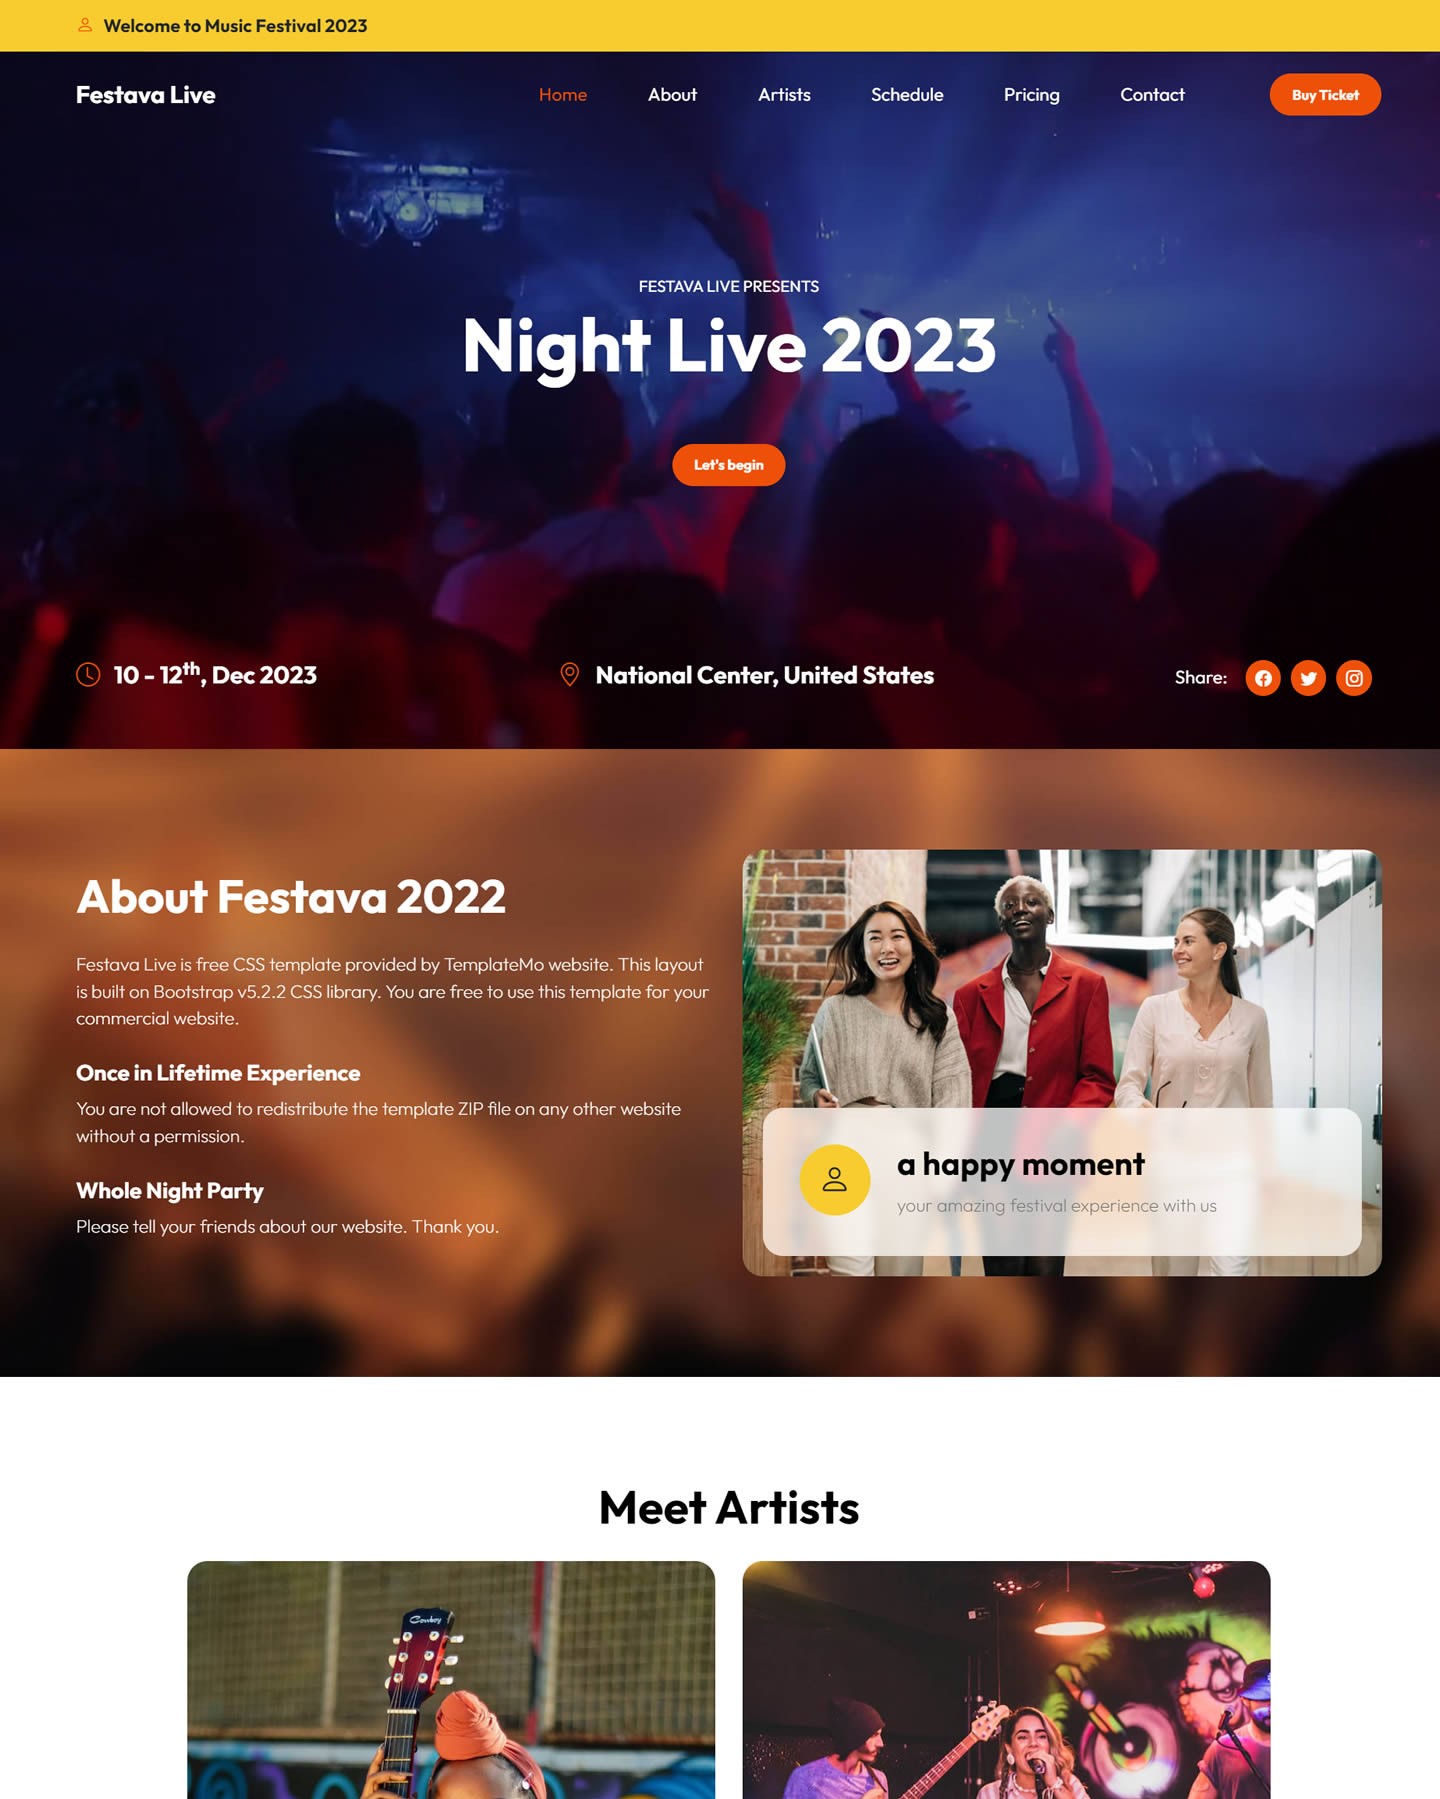 Welcome to Music Festival 2023
Festava Live
Home
About
Artists
Schedule
Pricing
Contact
Buy Ticket
FESTAVA LIVE PRESENTS
Night Live 2023
Let's begin
10 - 12th, Dec 2023
National Center, United States
Share:
About Festava 2022
Festava Live is free CSS template provided by TemplateMo website. This layout
is built on Bootstrap v5.2.2 CSS library. You are free to use this template for your
commercial website.
Once in Lifetime Experience
You are not allowed to redistribute the template ZIP file on any other website
without a permission.
Whole Night Party
Please tell your friends about our website. Thank you.
a happy moment
your amazing festival experience with us
Meet Artists
Cowboy